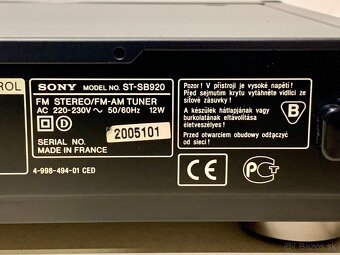 ROL
SONY MODEL NO. ST-SB920
FM STEREO/FM-AM TUNER
AC 220-230V~ 50/60Hz 12W
D
SERIAL NO. 2005101
MADE IN FRANCE
4-998-494-01 CED
Pozor! V přístroji je vysoké napětí!
Před sejmutím krytu vytáhněte vidlici ze
síťové zásuvky!
A készülék hálapjának vagy
burkolatának eltávolítása
életveszélyes!
Przed otwarciem obudowy odłączyć
od sieci!
B
CE
bazar.sk